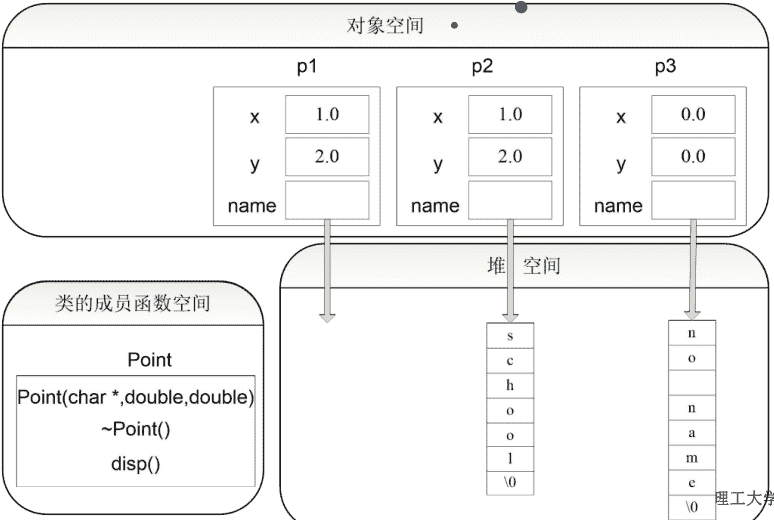 对象空间
p1 p2 p3
x 1.0 x 1.0 x 0.0
y 2.0 y 2.0 y 0.0
name name name
堆 空间
类的成员函数空间
Point
Point(char *,double,double)
~Point()
disp()
s
c
h
o
o
l
\0
n
o
n
a
m
e
\0
理工大学